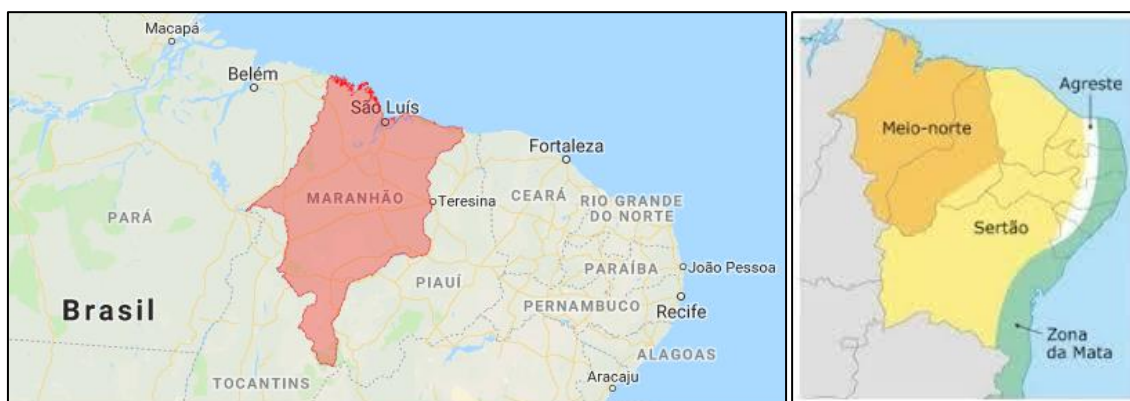 Macapá
Belém
São Luís
Fortaleza
MARANHÃO
Teresina
CEARÁ
RIO GRANDE
DO NORTE
PARÁ
PARAÍBA
João Pessoa
PIAUÍ
Brasil
PERNAMBUCO
Recife
ALAGOAS
TOCANTINS
Aracaju
Agreste
Meio-norte
Sertão
Zona
da Mata